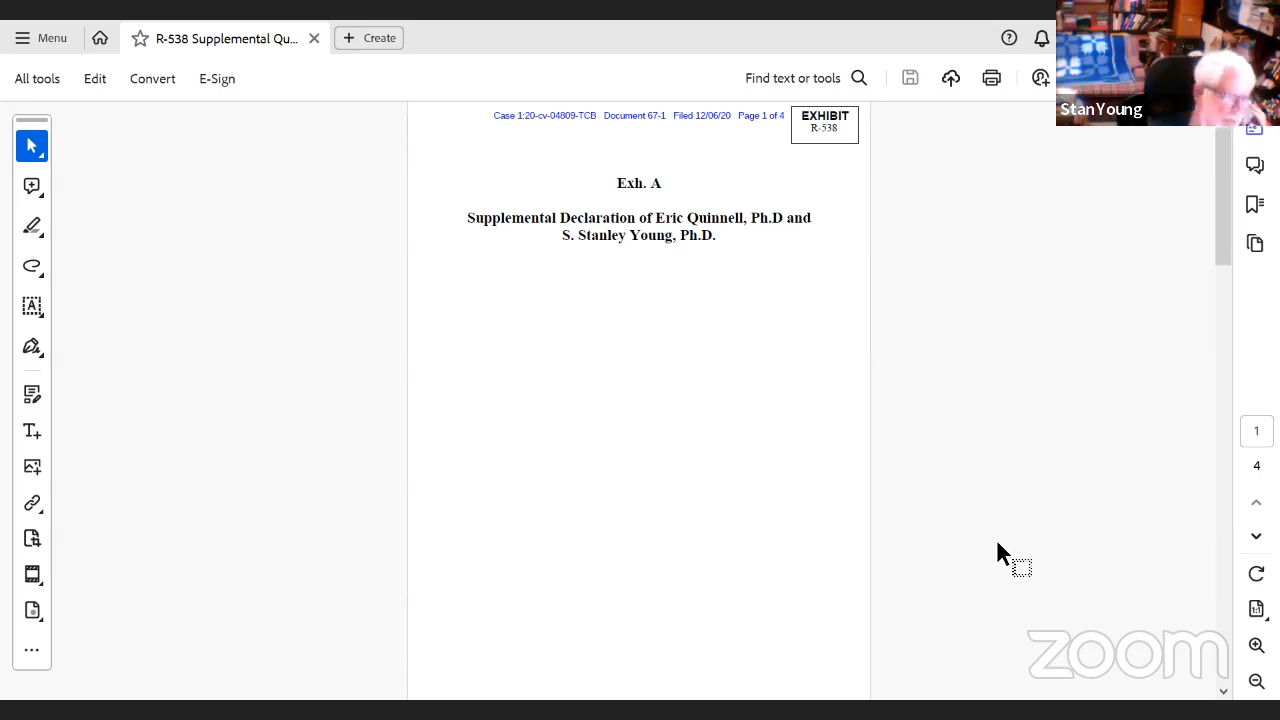 Menu
R-538 Supplemental Qu...
Create
All tools
Edit
Convert
E-Sign
Find text or tools
StanYoung
Case 1:20-cv-04809-TCB Document 67-1 Filed 12/06/20 Page 1 of 4
EXHIBIT
R-538
Exh. A
Supplemental Declaration of Eric Quinnell, Ph.D and
S. Stanley Young, Ph.D.
1
4
1:1
zoom